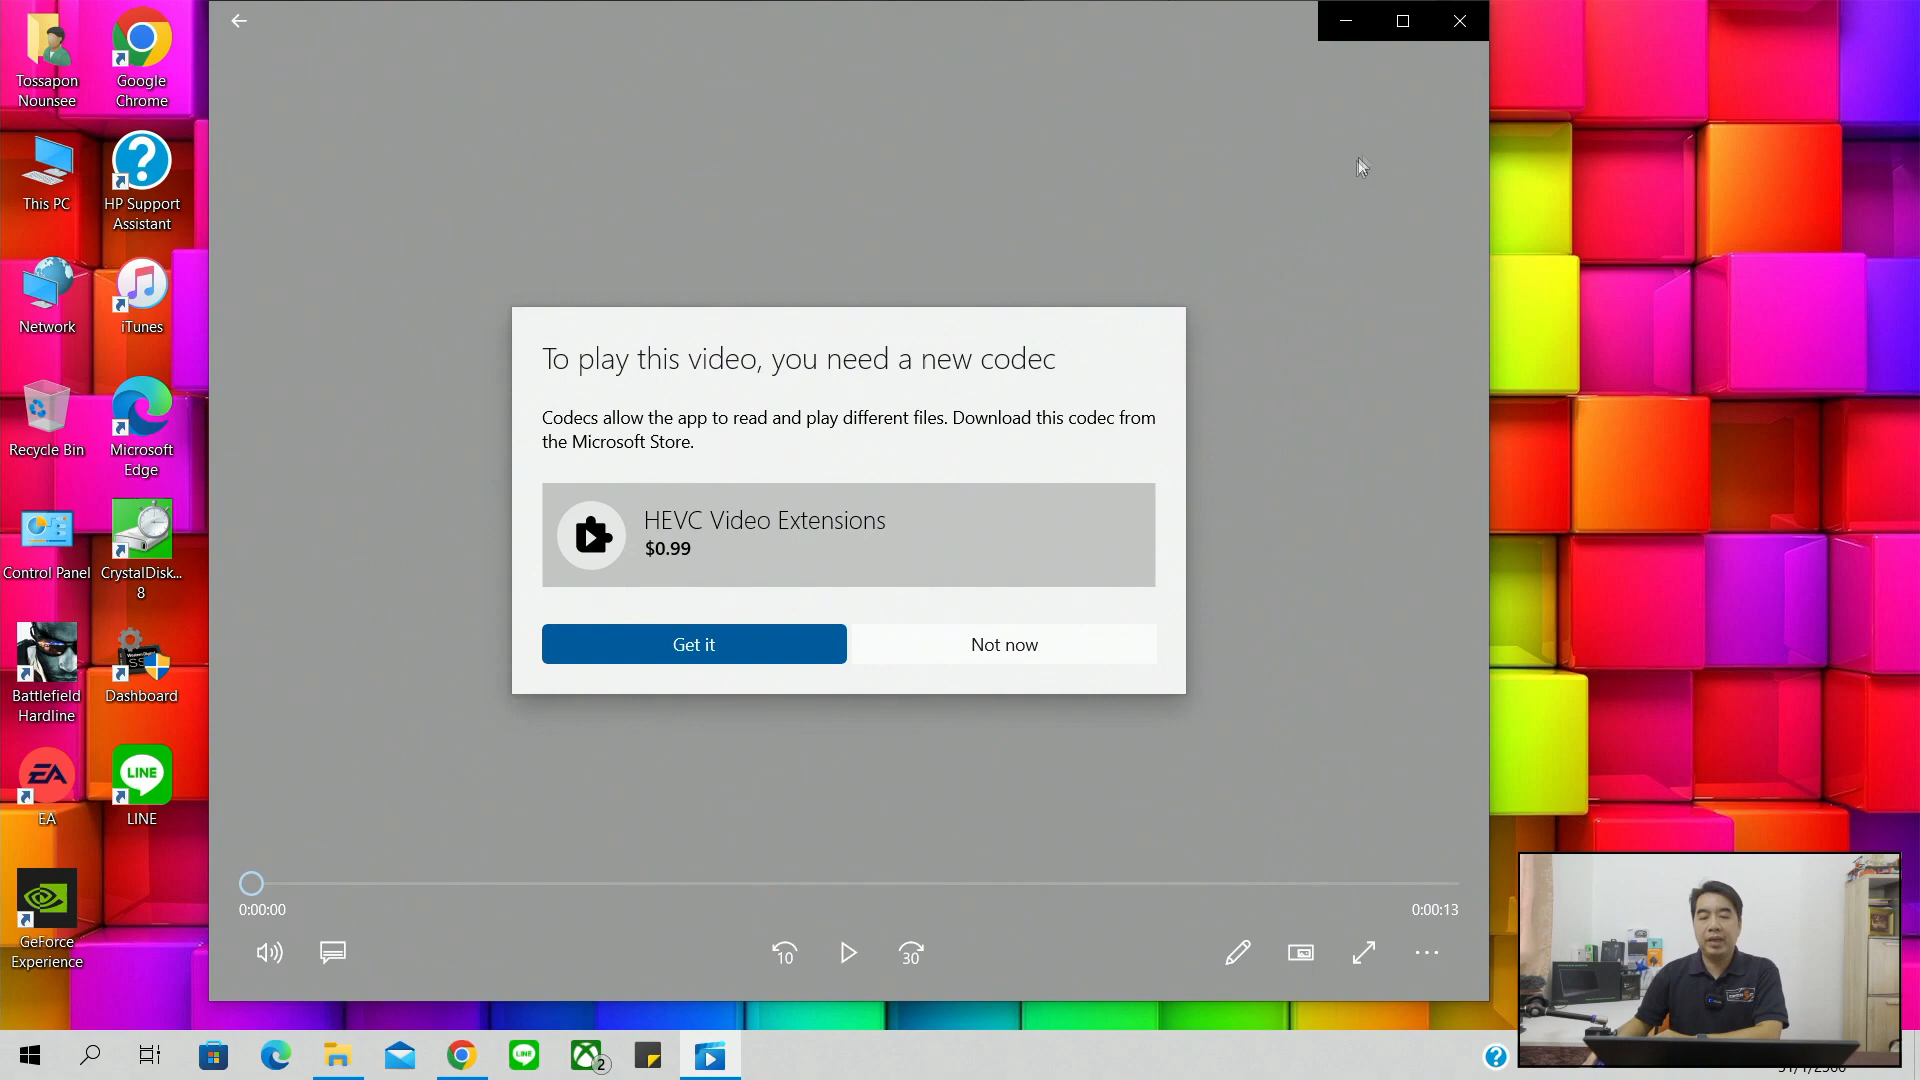 Tossapon
Nounsee
Google
Chrome
This PC
HP Support
Assistant
Network
iTunes
Recycle Bin
Microsoft
Edge
Control Panel
CrystalDisk...
8
Battlefield
Hardline
Dashboard
EA
LINE
LINE
GeForce
Experience
To play this video, you need a new codec
Codecs allow the app to read and play different files. Download this codec from
the Microsoft Store.
HEVC Video Extensions
$0.99
Get it
Not now
0:00:00
0:00:13
10
30
LINE
2